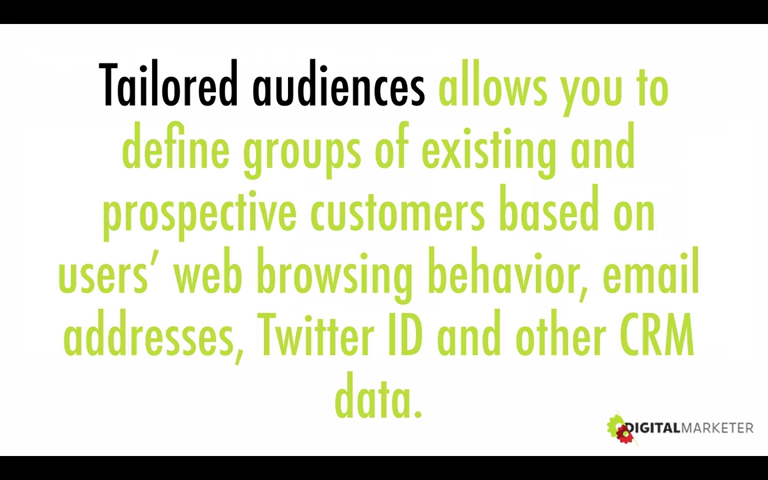 Tailored audiences allows you to
define groups of existing and
prospective customers based on
users’ web browsing behavior, email
addresses, Twitter ID and other CRM
data.
DIGITALMARKETER